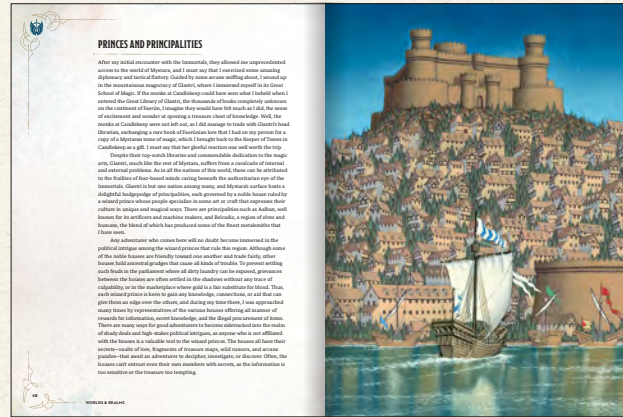 PRINCES AND PRINCIPALITIES
After my initial encounter with the Immortals, they allowed me unprecedented
access to the world of Mystara, and I must say that I exercised some amazing
diplomacy and tactical flattery. Guided by some arcane sniffing about, I wound up
in the mountainous magocracy of Glantri, where I immersed myself in its Great
School of Magic. If the monks at Candlekeep could have seen what I beheld when I
entered the Great Library of Glantri, the thousands of books completely unknown
on the continent of Faerûn, I imagine they would have felt much as I did, the sense
of excitement and wonder at opening a treasure chest of knowledge. Well, the
monks at Candlekeep were not left out, as I did manage to trade with Glantri's head
librarian, exchanging a rare book of Faerûnian lore that I had on my person for a
copy of a Mystaran tome of magic, which I brought back to the Keeper of Tomes in
Candlekeep as a gift. I must say that her gleeful reaction was well worth the trip.
Despite their top-notch libraries and commendable dedication to the magic
arts, Glantri, much like the rest of Mystara, suffers from a cavalcade of internal
and external problems. As in all the nations of this world, these can be attributed
to the frailties of fear-based minds caving beneath the authoritarian eye of the
Immortals. Glantri is but one nation among many, and Mystara's surface hosts a
delightful hodgepodge of principalities, each governed by a noble house ruled by
a wizard prince whose people specialize in some art or craft that expresses their
culture in unique and magical ways. There are principalities such as Aalban, well
known for its artificers and machine makers, and Belcadiz, a region of elves and
humans, the blend of which has produced some of the finest metalsmiths that
I have seen.
Any adventurer who comes here will no doubt become immersed in the
political intrigue among the wizard princes that rule this region. Although some
of the noble houses are friendly toward one another and trade fairly, other
houses hold ancestral grudges that cause all kinds of trouble. To prevent settling
such feuds in the parliament where all dirty laundry can be exposed, grievances
between the houses are often settled in the shadows without any trace of
culpability, or in the marketplace where gold is a fair substitute for blood. Thus,
each wizard prince is keen to gain any knowledge, connections, or aid that can
give them an edge over the others, and during my time there, I was approached
many times by representatives of the various houses offering all manner of
rewards for information, secret knowledge, and the illegal procurement of items.
There are many ways for good adventurers to become sidetracked into the realm
of shady deals and high-stakes political intrigues, as anyone who is not affiliated
with the houses is a valuable tool to the wizard princes. The houses all have their
secrets—vaults of lore, fragments of treasure maps, wild rumors, and arcane
puzzles—that await an adventurer to decipher, investigate, or discover. Often, the
houses can't entrust even their own members with secrets, as the information is
too sensitive or the treasure too tempting.
68
WORLDS & REALMS